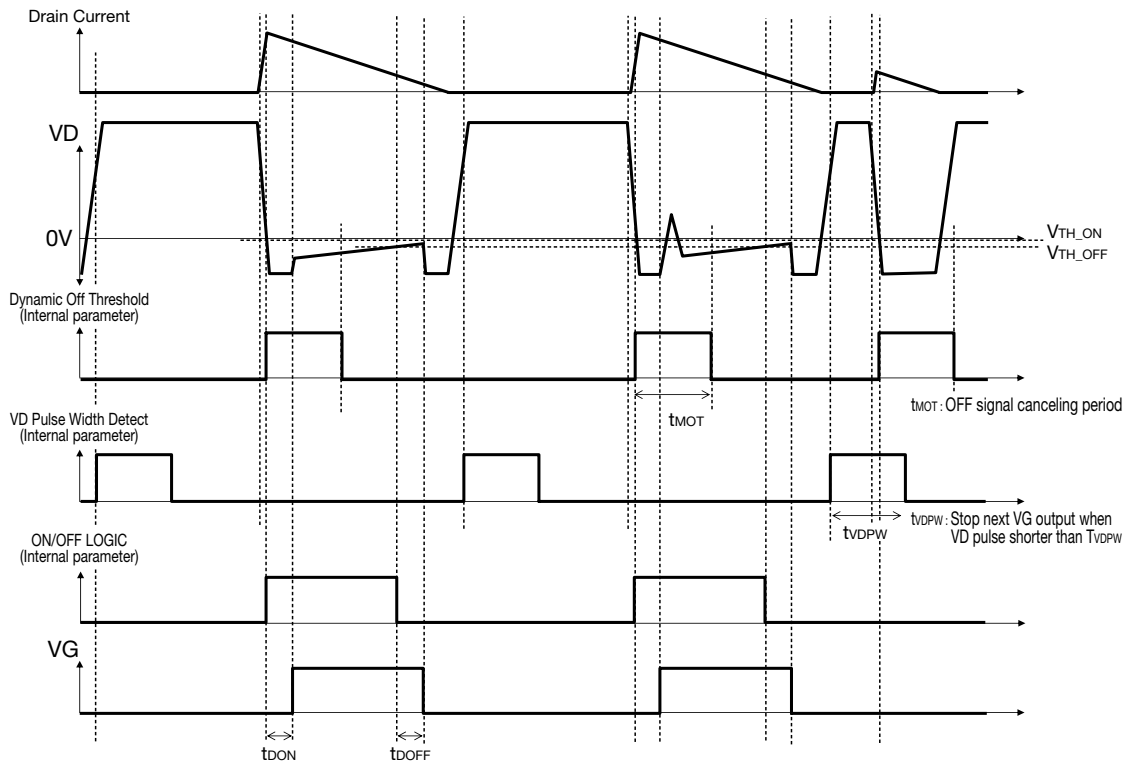 Drain Current
VD
0V
VTH_ON
VTH_OFF
Dynamic Off Threshold
(Internal parameter)
tMOT
tMOT : OFF signal canceling period
VD Pulse Width Detect
(Internal parameter)
tVDPW
tVDPW : Stop next VG output when
VD pulse shorter than TVDPW
ON/OFF LOGIC
(Internal parameter)
VG
tDON
tDOFF